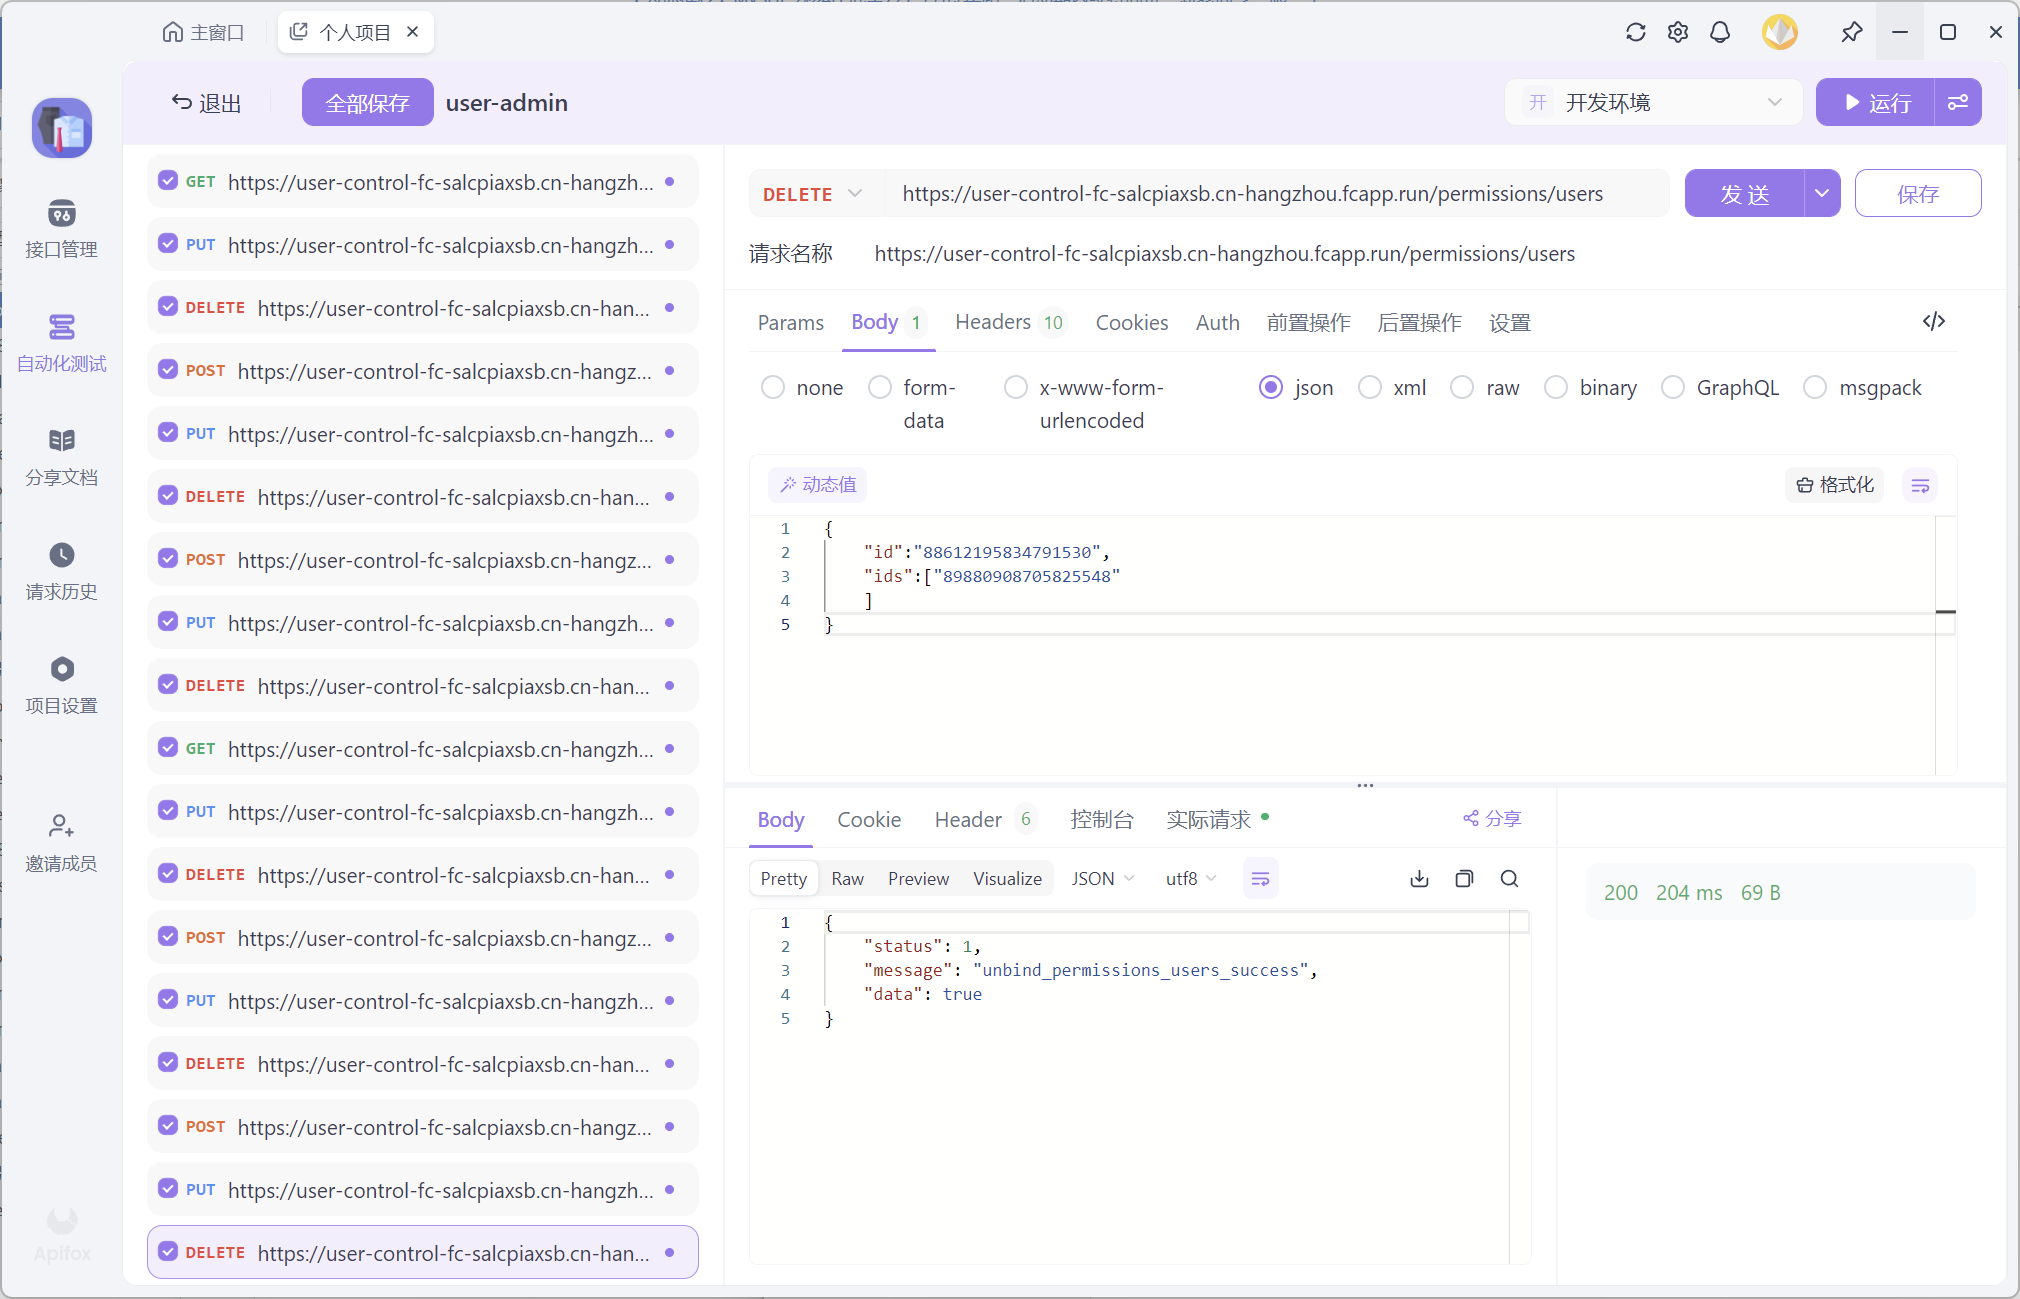 主窗口
个人项目
退出
全部保存
user-admin
开 开发环境
运行
接口管理
自动化测试
分享文档
请求历史
项目设置
邀请成员
Apifox
GET https://user-control-fc-salcpiaxsb.cn-hangzh...
PUT https://user-control-fc-salcpiaxsb.cn-hangzh...
DELETE https://user-control-fc-salcpiaxsb.cn-han...
POST https://user-control-fc-salcpiaxsb.cn-hangz...
PUT https://user-control-fc-salcpiaxsb.cn-hangzh...
DELETE https://user-control-fc-salcpiaxsb.cn-han...
POST https://user-control-fc-salcpiaxsb.cn-hangz...
PUT https://user-control-fc-salcpiaxsb.cn-hangzh...
DELETE https://user-control-fc-salcpiaxsb.cn-han...
GET https://user-control-fc-salcpiaxsb.cn-hangzh...
PUT https://user-control-fc-salcpiaxsb.cn-hangzh...
DELETE https://user-control-fc-salcpiaxsb.cn-han...
POST https://user-control-fc-salcpiaxsb.cn-hangz...
PUT https://user-control-fc-salcpiaxsb.cn-hangzh...
DELETE https://user-control-fc-salcpiaxsb.cn-han...
POST https://user-control-fc-salcpiaxsb.cn-hangz...
PUT https://user-control-fc-salcpiaxsb.cn-hangzh...
DELETE https://user-control-fc-salcpiaxsb.cn-han...
DELETE https://user-control-fc-salcpiaxsb.cn-hangzhou.fcapp.run/permissions/users 发送 保存
请求名称 https://user-control-fc-salcpiaxsb.cn-hangzhou.fcapp.run/permissions/users
Params Body 1 Headers 10 Cookies Auth 前置操作 后置操作 设置
none form-data x-www-form-urlencoded json xml raw binary GraphQL msgpack
动态值 格式化
1 {
2 "id":"88612195834791530",
3 "ids":["89880908705825548"
4 ]
5 }
Body Cookie Header 6 控制台 实际请求 分享
Pretty Raw Preview Visualize JSON utf8
200 204 ms 69 B
1 {
2 "status": 1,
3 "message": "unbind_permissions_users_success",
4 "data": true
5 }